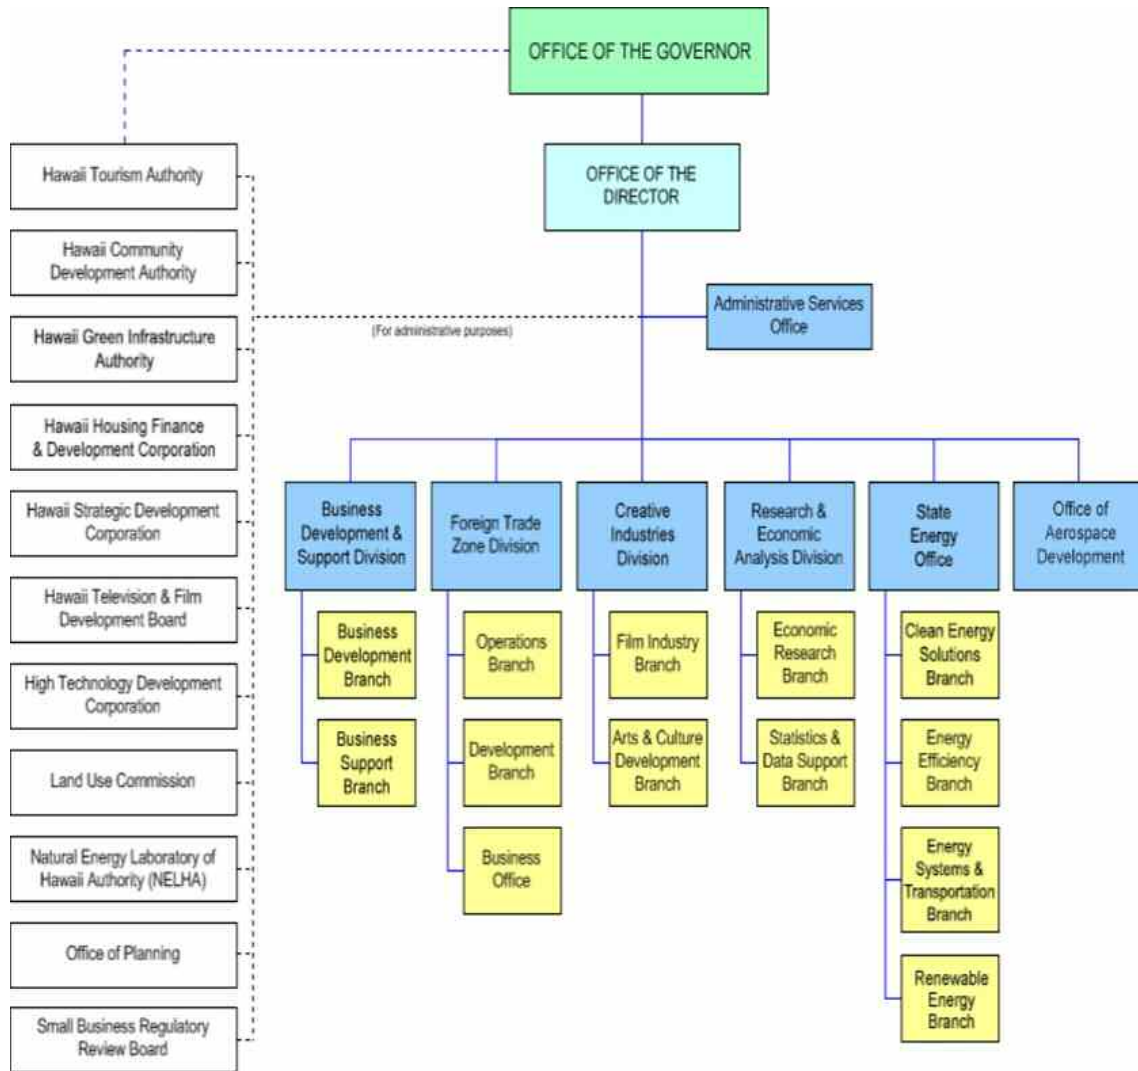 OFFICE OF THE GOVERNOR
OFFICE OF THE
DIRECTOR
Administrative Services
Office
(For administrative purposes)
Hawaii Tourism Authority
Hawaii Community
Development Authority
Hawaii Green Infrastructure
Authority
Hawaii Housing Finance
& Development Corporation
Hawaii Strategic Development
Corporation
Hawaii Television & Film
Development Board
High Technology Development
Corporation
Land Use Commission
Natural Energy Laboratory of
Hawaii Authority (NELHA)
Office of Planning
Small Business Regulatory
Review Board
Business
Development &
Support Division
Business
Development
Branch
Business
Support
Branch
Foreign Trade
Zone Division
Operations
Branch
Development
Branch
Business
Office
Creative
Industries
Division
Film Industry
Branch
Arts & Culture
Development
Branch
Research &
Economic
Analysis Division
Economic
Research
Branch
Statistics &
Data Support
Branch
State
Energy
Office
Clean Energy
Solutions
Branch
Energy
Efficiency
Branch
Energy
Systems &
Transportation
Branch
Renewable
Energy
Branch
Office of
Aerospace
Development